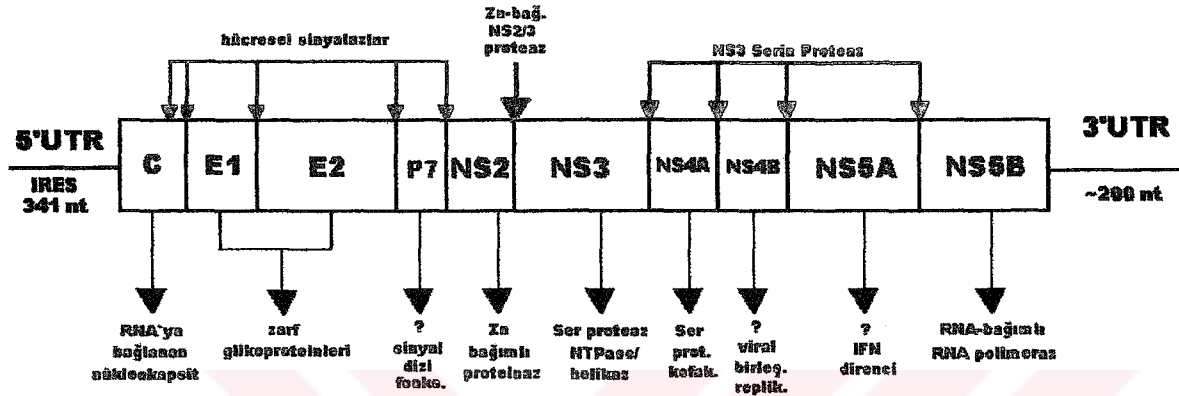 hücresel sinyalazlar
Zn-bağ.
NS2/3
proteaz
NS3 Serin Proteaz
5'UTR
IRES
341 nt
C
E1
E2
P7
NS2
NS3
NS4A
NS4B
NS5A
NS5B
3'UTR
~200 nt
RNA'ya
bağlanan
nükleokapsit
zarf
glikoproteinleri
?
sinyal
dizi
fonks.
Zn
bağımlı
proteinaz
Ser proteaz
NTPase/
helikaz
Ser
prot.
kofak.
?
viral
birleş.
replik.
?
IFN
direnci
RNA-bağımlı
RNA polimeraz